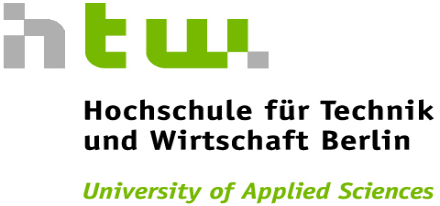 htw.
Hochschule für Technik
und Wirtschaft Berlin
University of Applied Sciences